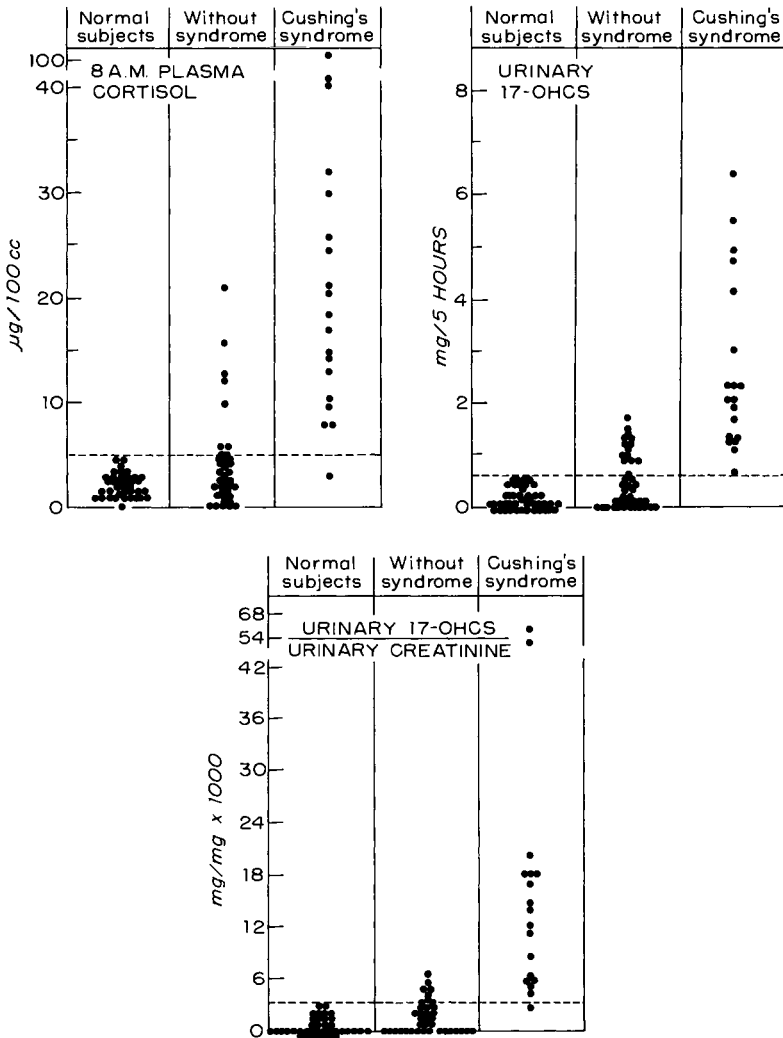 Normal subjects Without syndrome Cushing's syndrome
8 A.M. PLASMA
CORTISOL
100
40
30
20
10
0
μg/100 cc
Normal subjects Without syndrome Cushing's syndrome
URINARY
17-OHCS
8
6
4
2
0
mg/5 HOURS
Normal subjects Without syndrome Cushing's syndrome
URINARY 17-OHCS
URINARY CREATININE
68
54
42
36
30
24
18
12
6
0
mg/mg x 1000